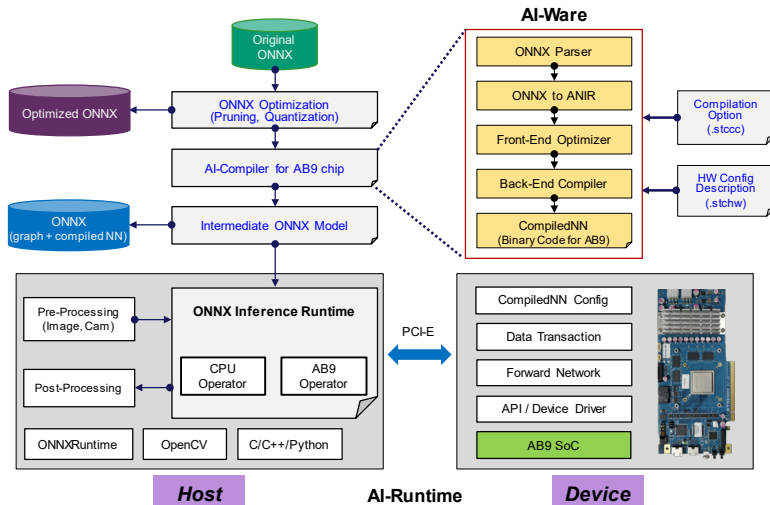 AI-Ware
Original
ONNX
Optimized ONNX
ONNX Optimization
(Pruning, Quantization)
AI-Compiler for AB9 chip
ONNX
(graph + compiled NN)
Intermediate ONNX Model
ONNX Parser
ONNX to ANIR
Front-End Optimizer
Back-End Compiler
CompiledNN
(Binary Code for AB9)
Compilation
Option
(.stccc)
HW Config
Description
(.stchw)
Pre-Processing
(Image, Cam)
Post-Processing
ONNX Inference Runtime
CPU
Operator
AB9
Operator
ONNXRuntime
OpenCV
C/C++/Python
PCI-E
CompiledNN Config
Data Transaction
Forward Network
API / Device Driver
AB9 SoC
Host
AI-Runtime
Device